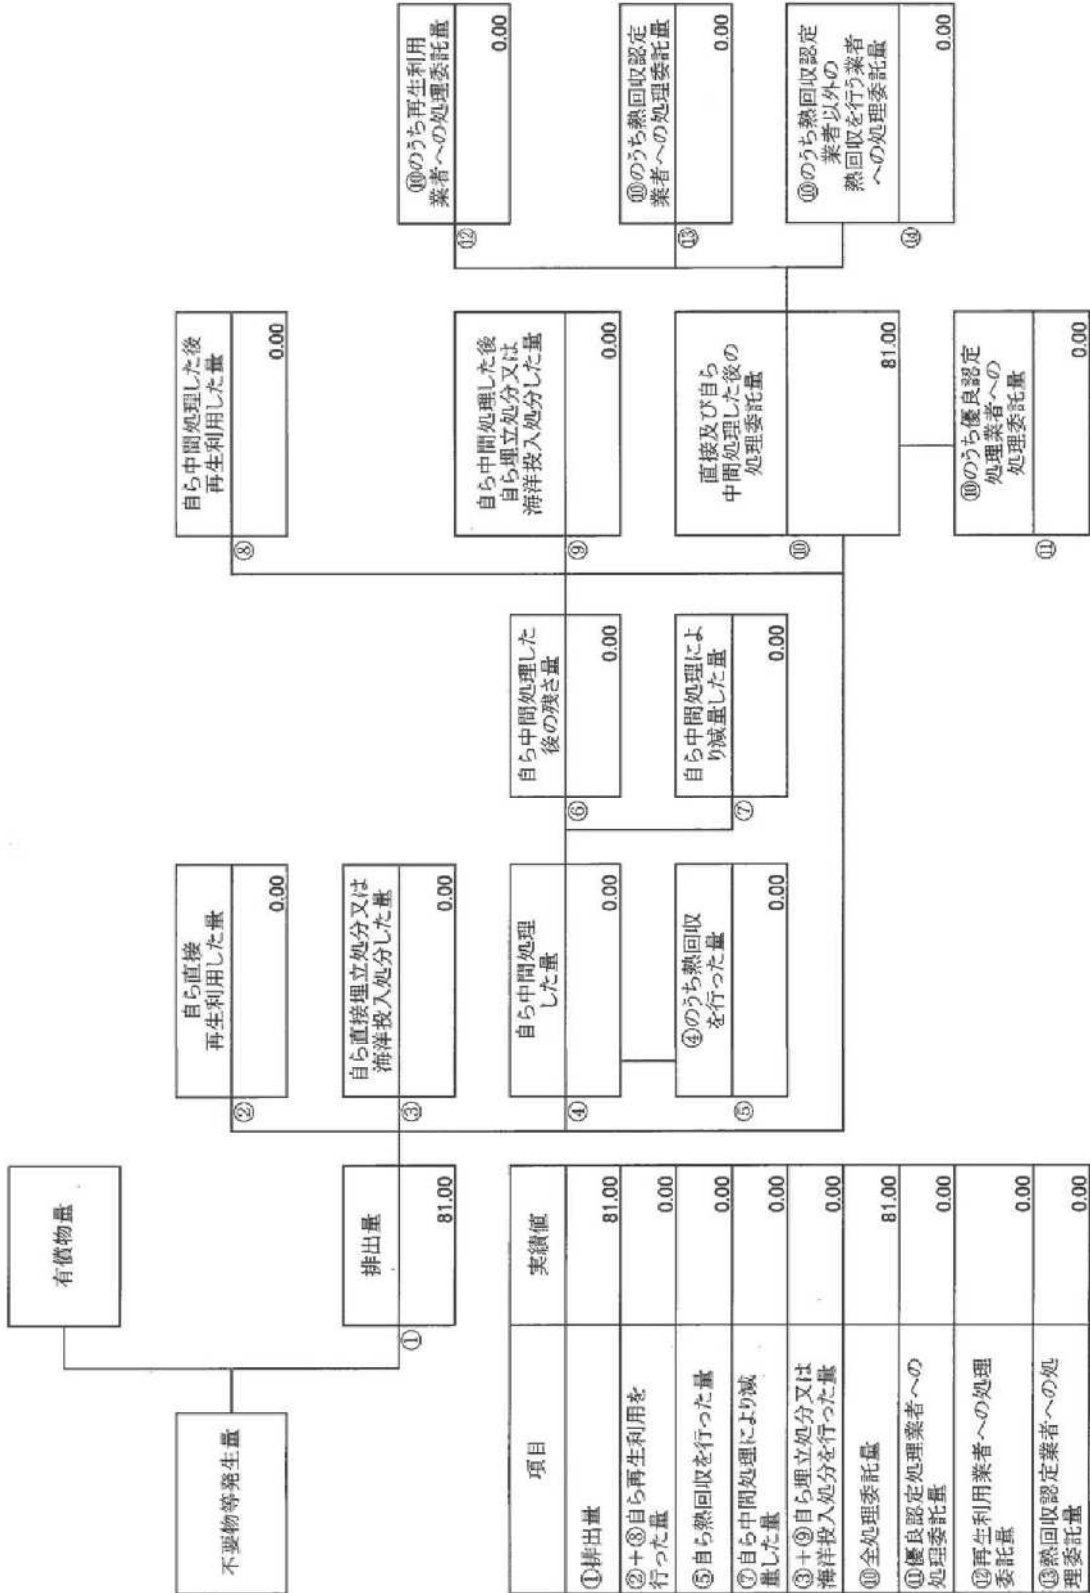 有償物量
不要物等発生量
排出量
①
81.00
自ら直接
再生利用した量
②
0.00
自ら直接埋立処分又は
海洋投入処分した量
③
0.00
自ら中間処理
した量
④
0.00
④のうち熱回収
を行った量
⑤
0.00
自ら中間処理した
後の残さ量
⑥
0.00
自ら中間処理によ
り減量した量
⑦
0.00
自ら中間処理した後
再生利用した量
⑧
0.00
自ら中間処理した後
自ら埋立処分又は
海洋投入処分した量
⑨
0.00
直接及び自ら
中間処理した後の
処理委託量
⑩
81.00
⑩のうち優良認定
処理業者への
処理委託量
⑪
0.00
⑩のうち再生利用
業者への処理委託量
⑫
0.00
⑩のうち熱回収認定
業者への処理委託量
⑬
0.00
⑩のうち熱回収認定
業者以外の
熱回収を行う業者
への処理委託量
⑭
0.00
項目 実績値
①排出量 81.00
②+⑧自ら再生利用を
行った量 0.00
⑤自ら熱回収を行った量 0.00
⑦自ら中間処理により減
量した量 0.00
③+⑨自ら埋立処分又は
海洋投入処分を行った量 0.00
⑩全処理委託量 81.00
⑪優良認定処理業者への
処理委託量 0.00
⑫再生利用業者への処理
委託量 0.00
⑬熱回収認定業者への処
理委託量 0.00